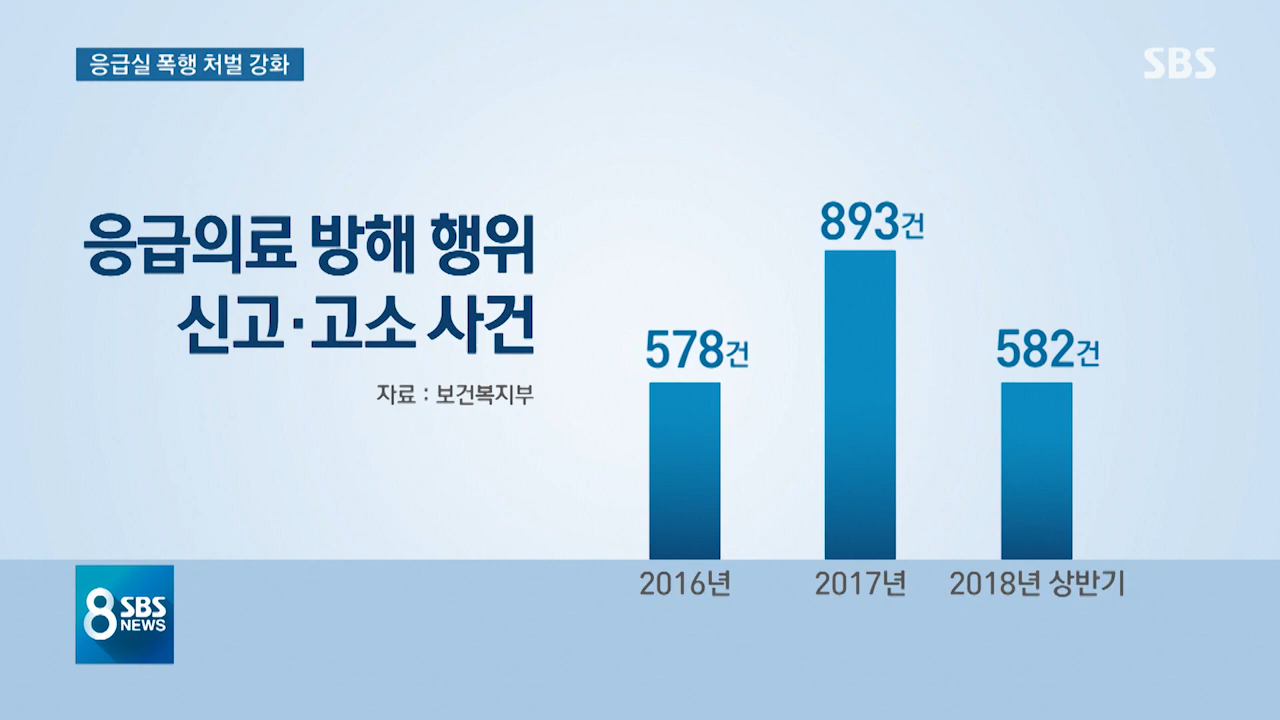 응급실 폭행 처벌 강화
SBS
응급의료 방해 행위
신고·고소 사건
자료 : 보건복지부
578건
893건
582건
2016년
2017년
2018년 상반기
8 SBS
NEWS